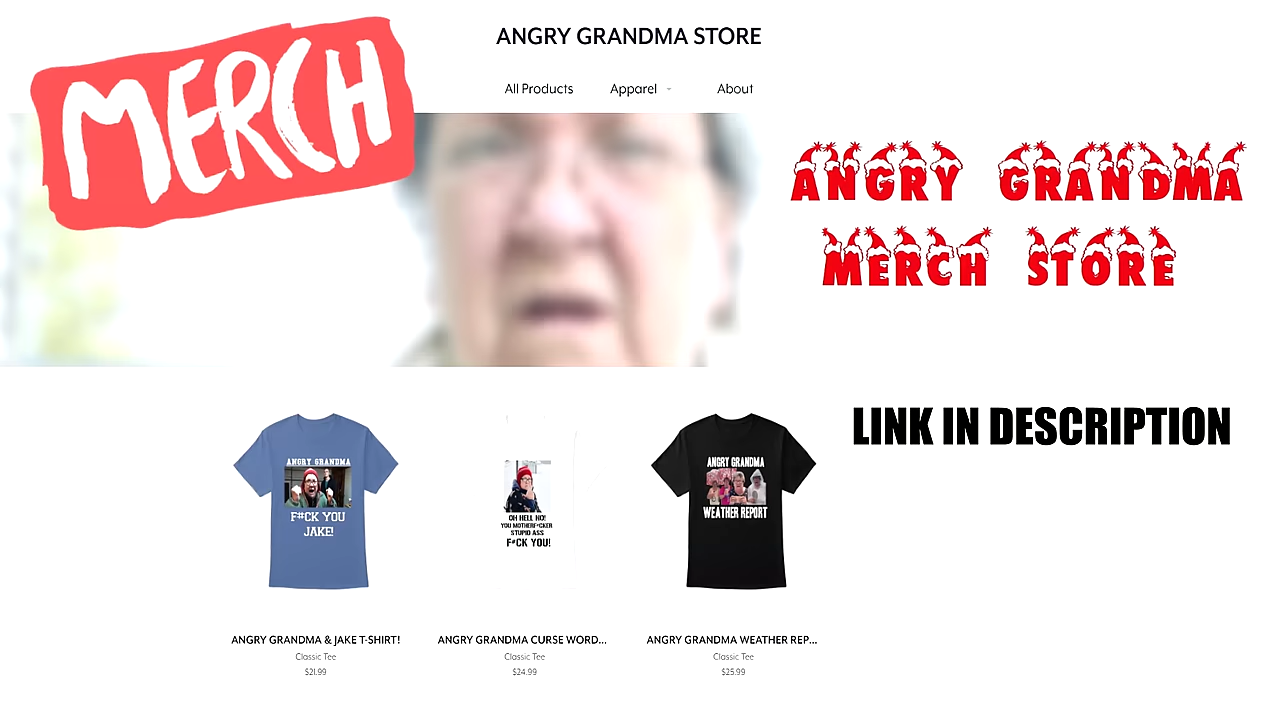 MERCH
ANGRY GRANDMA STORE
All Products Apparel About
ANGRY GRANDMA
MERCH STORE
LINK IN DESCRIPTION
ANGRY GRANDMA
F#CK YOU
JAKE!
OH HELL NO!
YOU MOTHERF*CKER
STUPID ASS
F*CK YOU!
ANGRY GRANDMA
WEATHER REPORT
ANGRY GRANDMA & JAKE T-SHIRT!
Classic Tee
$21.99
ANGRY GRANDMA CURSE WORD...
Classic Tee
$24.99
ANGRY GRANDMA WEATHER REP...
Classic Tee
$25.99